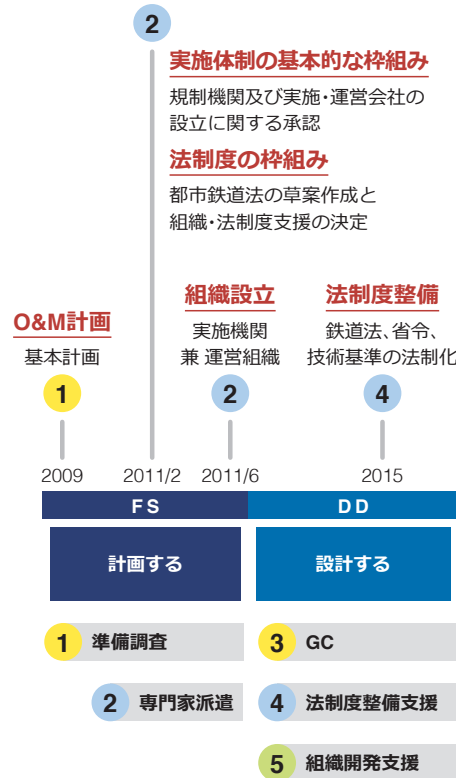 2
実施体制の基本的な枠組み
規制機関及び実施・運営会社の
設立に関する承認
法制度の枠組み
都市鉄道法の草案作成と
組織・法制度支援の決定
O&M計画
基本計画
1
組織設立
実施機関
兼 運営組織
2
法制度整備
鉄道法、省令、
技術基準の法制化
4
2009 2011/2 2011/6 2015
FS DD
計画する 設計する
1 準備調査
3 GC
2 専門家派遣
4 法制度整備支援
5 組織開発支援